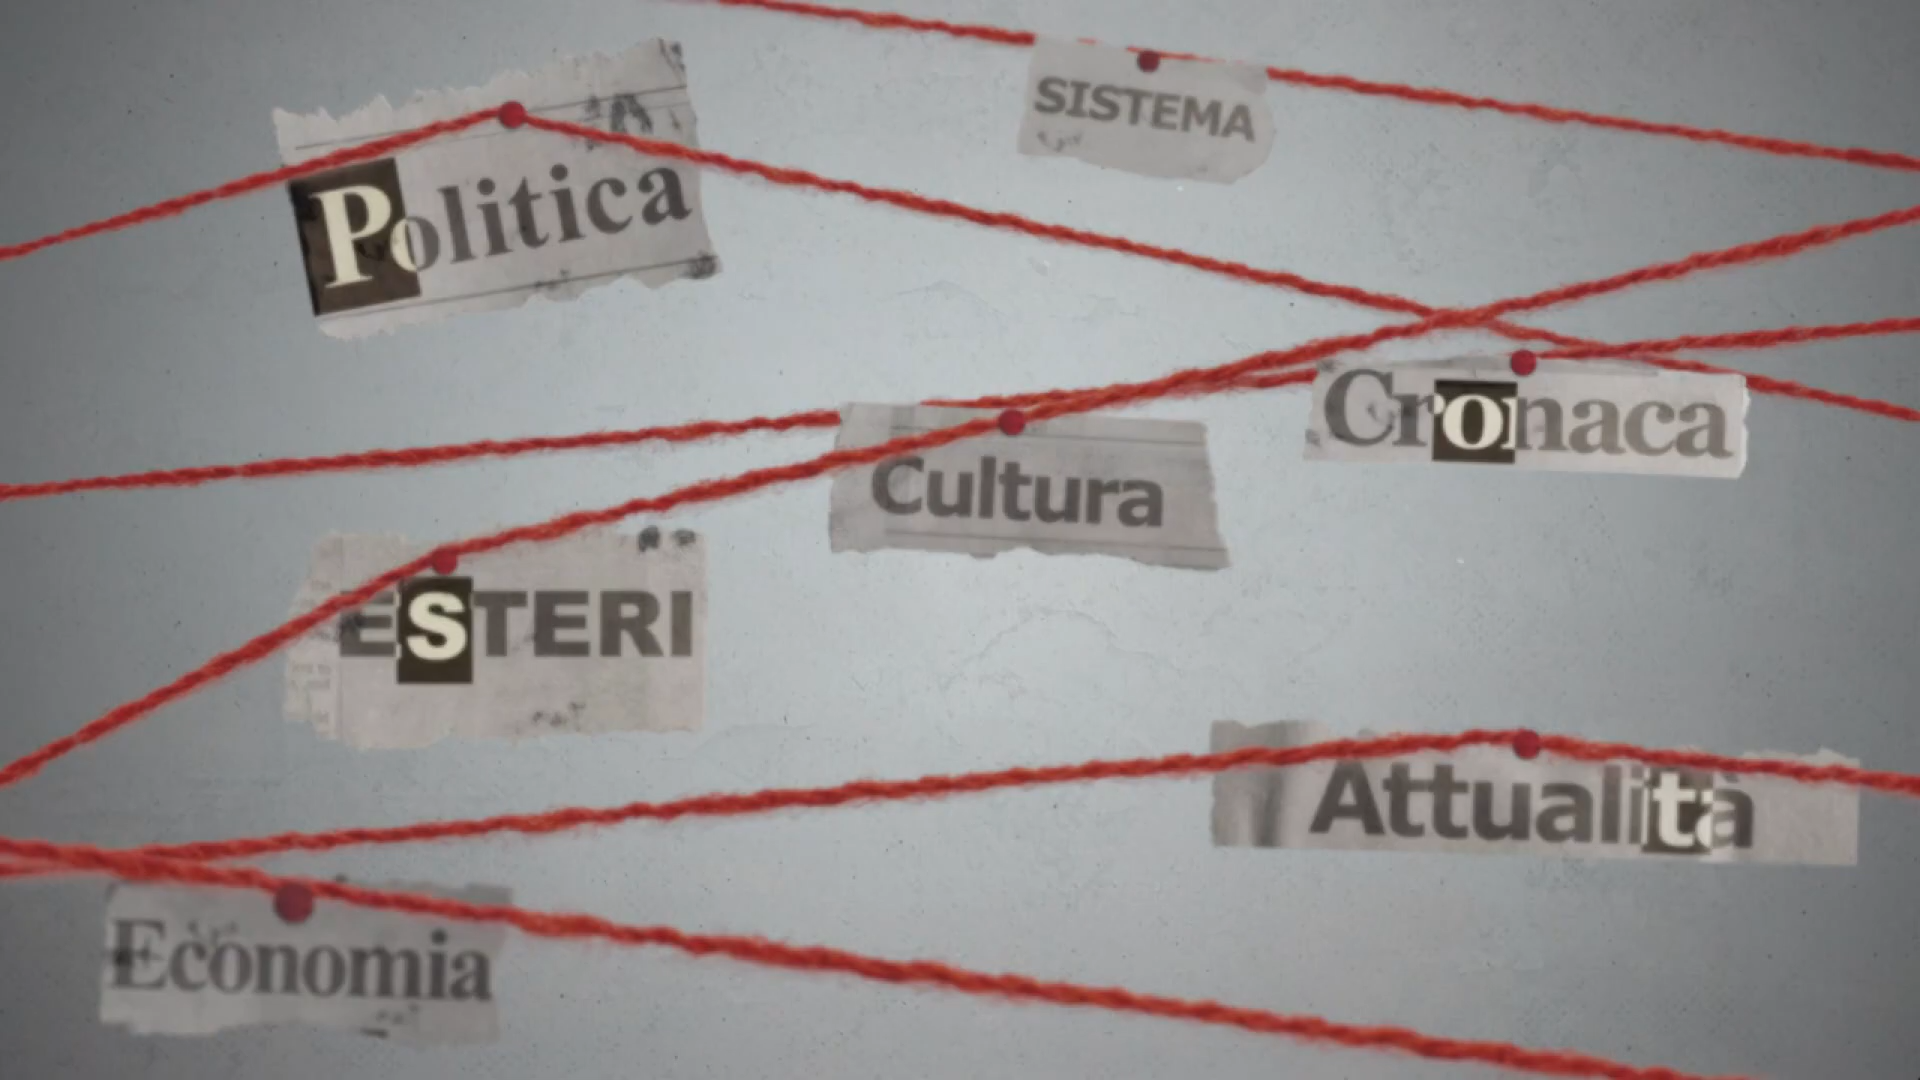 SISTEMA
Politica
Cronaca
Cultura
ESTERI
Attualità
Economia